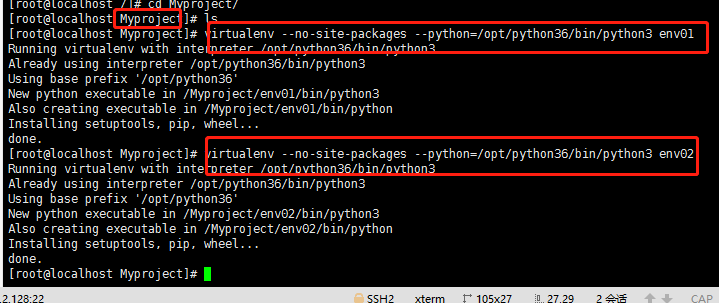 [root@localhost /]# cd Myproject/
[root@localhost Myproject]# ls
[root@localhost Myproject]# virtualenv --no-site-packages --python=/opt/python36/bin/python3 env01
Running virtualenv with interpreter /opt/python36/bin/python3
Already using interpreter /opt/python36/bin/python3
Using base prefix '/opt/python36'
New python executable in /Myproject/env01/bin/python3
Also creating executable in /Myproject/env01/bin/python
Installing setuptools, pip, wheel...
done.
[root@localhost Myproject]# virtualenv --no-site-packages --python=/opt/python36/bin/python3 env02
Running virtualenv with interpreter /opt/python36/bin/python3
Already using interpreter /opt/python36/bin/python3
Using base prefix '/opt/python36'
New python executable in /Myproject/env02/bin/python3
Also creating executable in /Myproject/env02/bin/python
Installing setuptools, pip, wheel...
done.
[root@localhost Myproject]#
.2.128:22 SSH2 xterm 105x27 27,29 2 会话 CAP